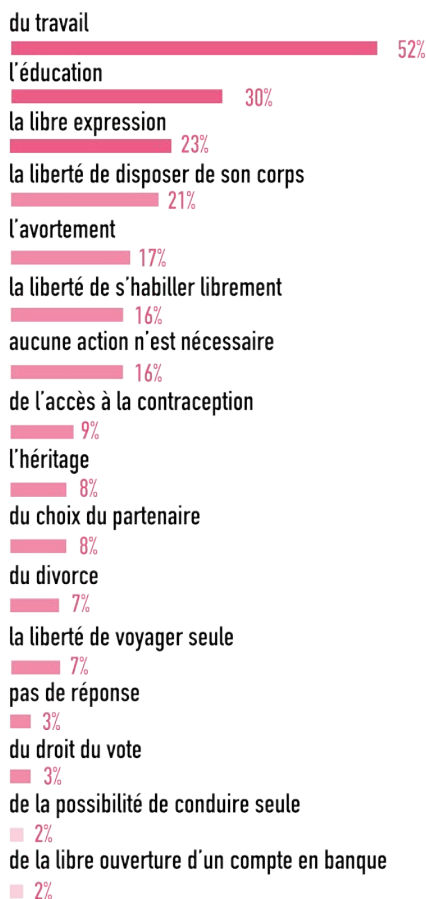 du travail
52%
l'éducation
30%
la libre expression
23%
la liberté de disposer de son corps
21%
l'avortement
17%
la liberté de s'habiller librement
16%
aucune action n'est nécessaire
16%
de l'accès à la contraception
9%
l'héritage
8%
du choix du partenaire
8%
du divorce
7%
la liberté de voyager seule
7%
pas de réponse
3%
du droit du vote
3%
de la possibilité de conduire seule
2%
de la libre ouverture d'un compte en banque
2%